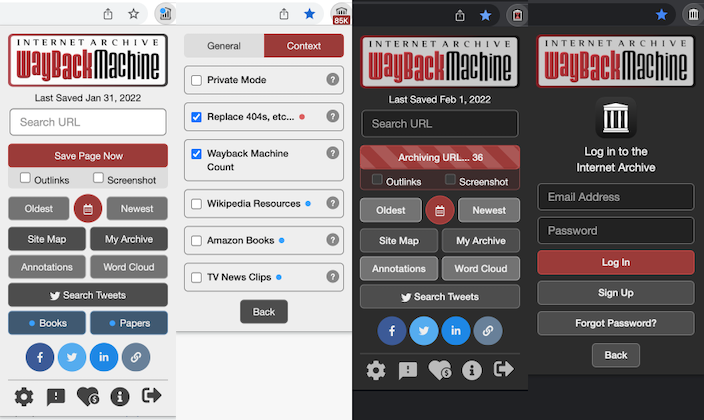 INTERNET ARCHIVE
WayBackMachine
Last Saved Jan 31, 2022
Search URL
Save Page Now
Outlinks
Screenshot
Oldest
Newest
Site Map
My Archive
Annotations
Word Cloud
Search Tweets
Books
Papers
85K
General
Context
Private Mode
?
Replace 404s, etc...
?
Wayback Machine
Count
?
Wikipedia Resources
?
Amazon Books
?
TV News Clips
?
Back
INTERNET ARCHIVE
WayBackMachine
Last Saved Feb 1, 2022
Search URL
Archiving URL... 36
Outlinks
Screenshot
Oldest
Newest
Site Map
My Archive
Annotations
Word Cloud
Search Tweets
INTERNET ARCHIVE
WayBackMachine
Log in to the
Internet Archive
Email Address
Password
Log In
Sign Up
Forgot Password?
Back